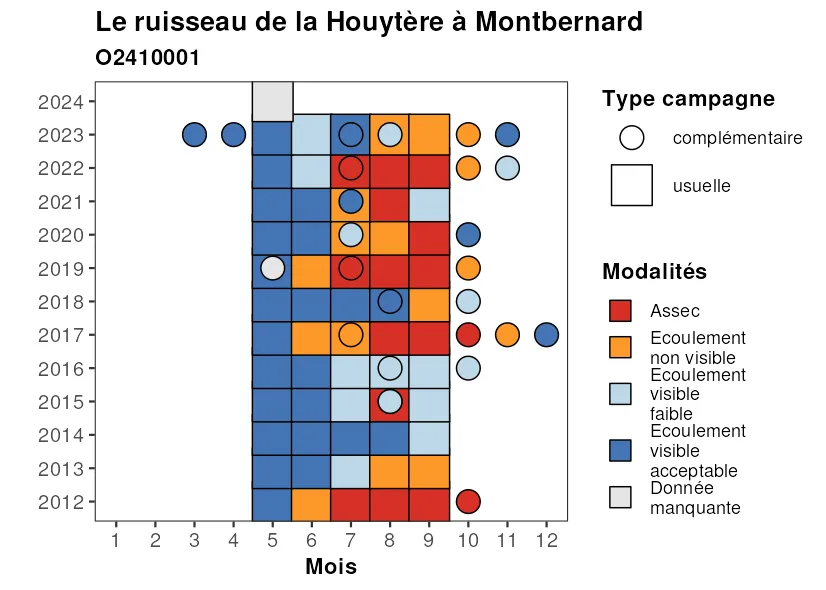 Le ruisseau de la Houytère à Montbernard
O2410001
2024
2023
2022
2021
2020
2019
2018
2017
2016
2015
2014
2013
2012
1 2 3 4 5 6 7 8 9 10 11 12
Mois
Type campagne
complémentaire
usuelle
Modalités
Assec
Ecoulement
non visible
Ecoulement
visible
faible
Ecoulement
visible
acceptable
Donnée
manquante